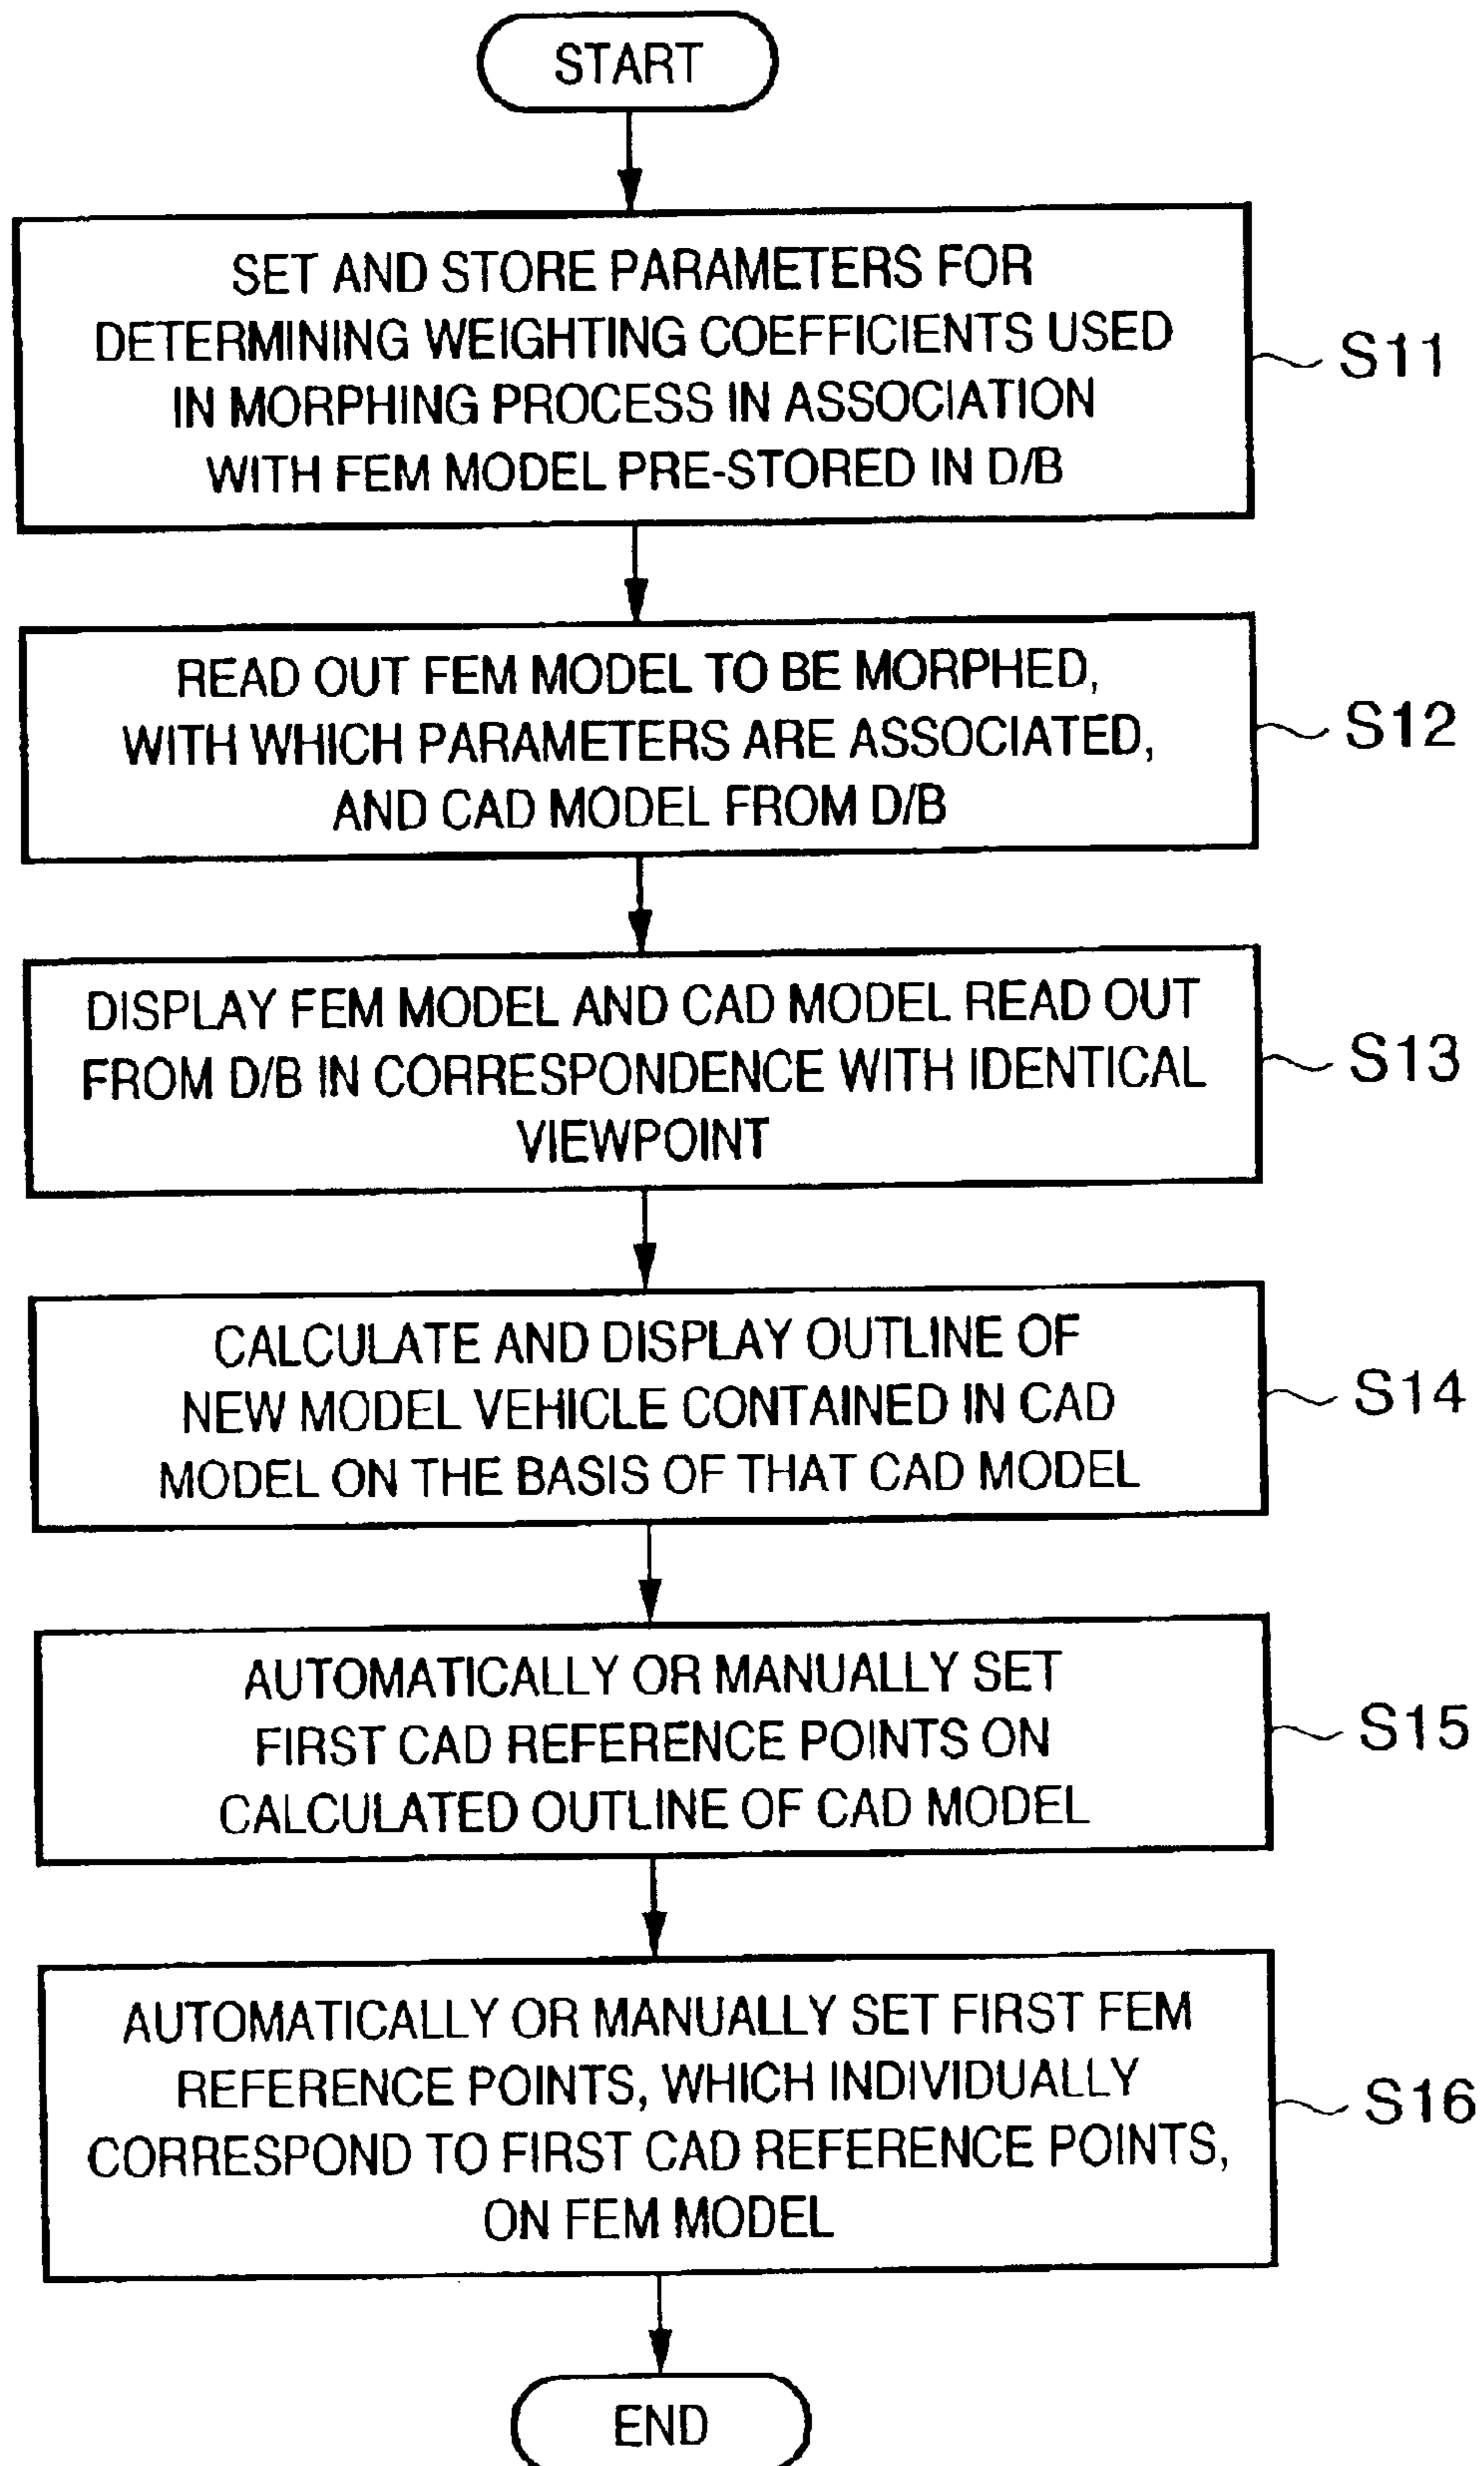 START
SET AND STORE PARAMETERS FOR
DETERMINING WEIGHTING COEFFICIENTS USED
IN MORPHING PROCESS IN ASSOCIATION
WITH FEM MODEL PRE-STORED IN D/B
S11
READ OUT FEM MODEL TO BE MORPHED,
WITH WHICH PARAMETERS ARE ASSOCIATED,
AND CAD MODEL FROM D/B
S12
DISPLAY FEM MODEL AND CAD MODEL READ OUT
FROM D/B IN CORRESPONDENCE WITH IDENTICAL
VIEWPOINT
S13
CALCULATE AND DISPLAY OUTLINE OF
NEW MODEL VEHICLE CONTAINED IN CAD
MODEL ON THE BASIS OF THAT CAD MODEL
S14
AUTOMATICALLY OR MANUALLY SET
FIRST CAD REFERENCE POINTS ON
CALCULATED OUTLINE OF CAD MODEL
S15
AUTOMATICALLY OR MANUALLY SET FIRST FEM
REFERENCE POINTS, WHICH INDIVIDUALLY
CORRESPOND TO FIRST CAD REFERENCE POINTS,
ON FEM MODEL
S16
END